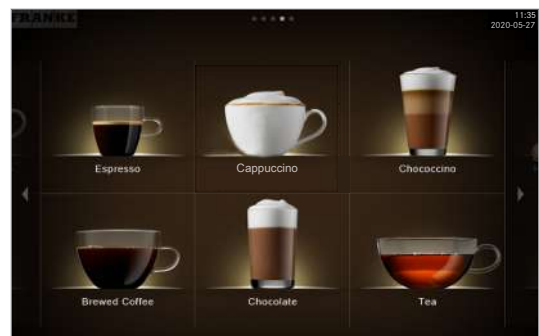 FRANKE
11:35
2020-05-27
Espresso
Cappuccino
Chococcino
Brewed Coffee
Chocolate
Tea